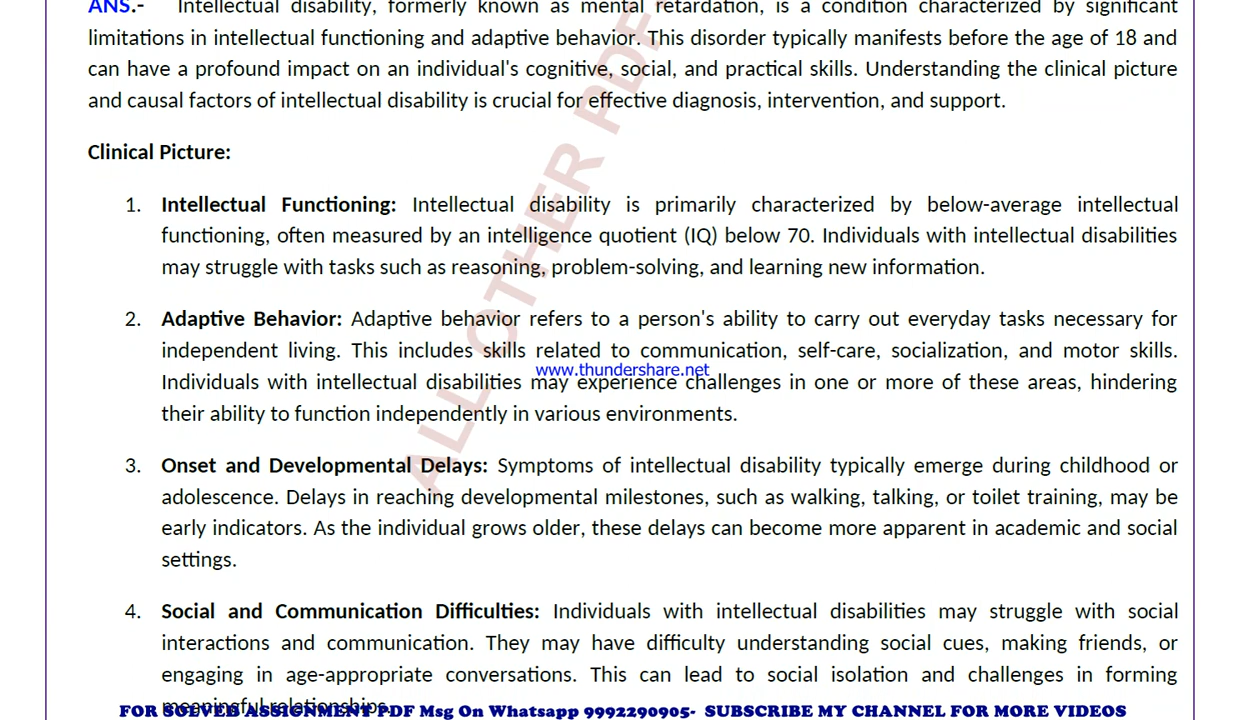 ANS.- Intellectual disability, formerly known as mental retardation, is a condition characterized by significant
limitations in intellectual functioning and adaptive behavior. This disorder typically manifests before the age of 18 and
can have a profound impact on an individual's cognitive, social, and practical skills. Understanding the clinical picture
and causal factors of intellectual disability is crucial for effective diagnosis, intervention, and support.
Clinical Picture:
1. Intellectual Functioning: Intellectual disability is primarily characterized by below-average intellectual
functioning, often measured by an intelligence quotient (IQ) below 70. Individuals with intellectual disabilities
may struggle with tasks such as reasoning, problem-solving, and learning new information.
2. Adaptive Behavior: Adaptive behavior refers to a person's ability to carry out everyday tasks necessary for
independent living. This includes skills related to communication, self-care, socialization, and motor skills.
www.thundershare.net
Individuals with intellectual disabilities may experience challenges in one or more of these areas, hindering
their ability to function independently in various environments.
3. Onset and Developmental Delays: Symptoms of intellectual disability typically emerge during childhood or
adolescence. Delays in reaching developmental milestones, such as walking, talking, or toilet training, may be
early indicators. As the individual grows older, these delays can become more apparent in academic and social
settings.
4. Social and Communication Difficulties: Individuals with intellectual disabilities may struggle with social
interactions and communication. They may have difficulty understanding social cues, making friends, or
engaging in age-appropriate conversations. This can lead to social isolation and challenges in forming
meaningful relationships.
FOR SOLVED ASSIGNMENT PDF Msg On Whatsapp 9992290905- SUBSCRIBE MY CHANNEL FOR MORE VIDEOS
ALL OTHER PDF